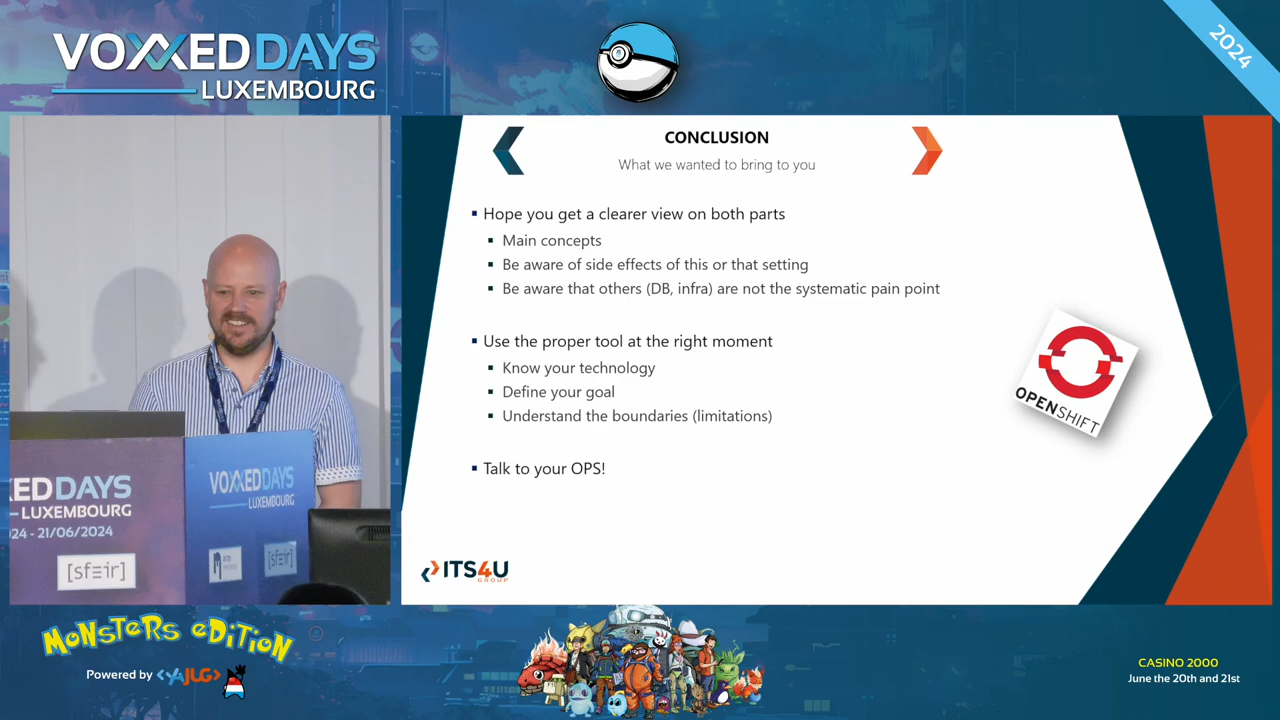 VOXXED DAYS
LUXEMBOURG
2024
CONCLUSION
What we wanted to bring to you
Hope you get a clearer view on both parts
Main concepts
Be aware of side effects of this or that setting
Be aware that others (DB, infra) are not the systematic pain point
Use the proper tool at the right moment
Know your technology
Define your goal
Understand the boundaries (limitations)
Talk to your OPS!
OPENSHIFT
ITS4U
GROUP
XED DAYS
LUXEMBOURG
024 - 21/06/2024
[sfeir]
VOXXED DAYS
LUXEMBOURG
[sfeir]
MONSTERS EDITION
Powered by <YAJUG>
CASINO 2000
June the 20th and 21st